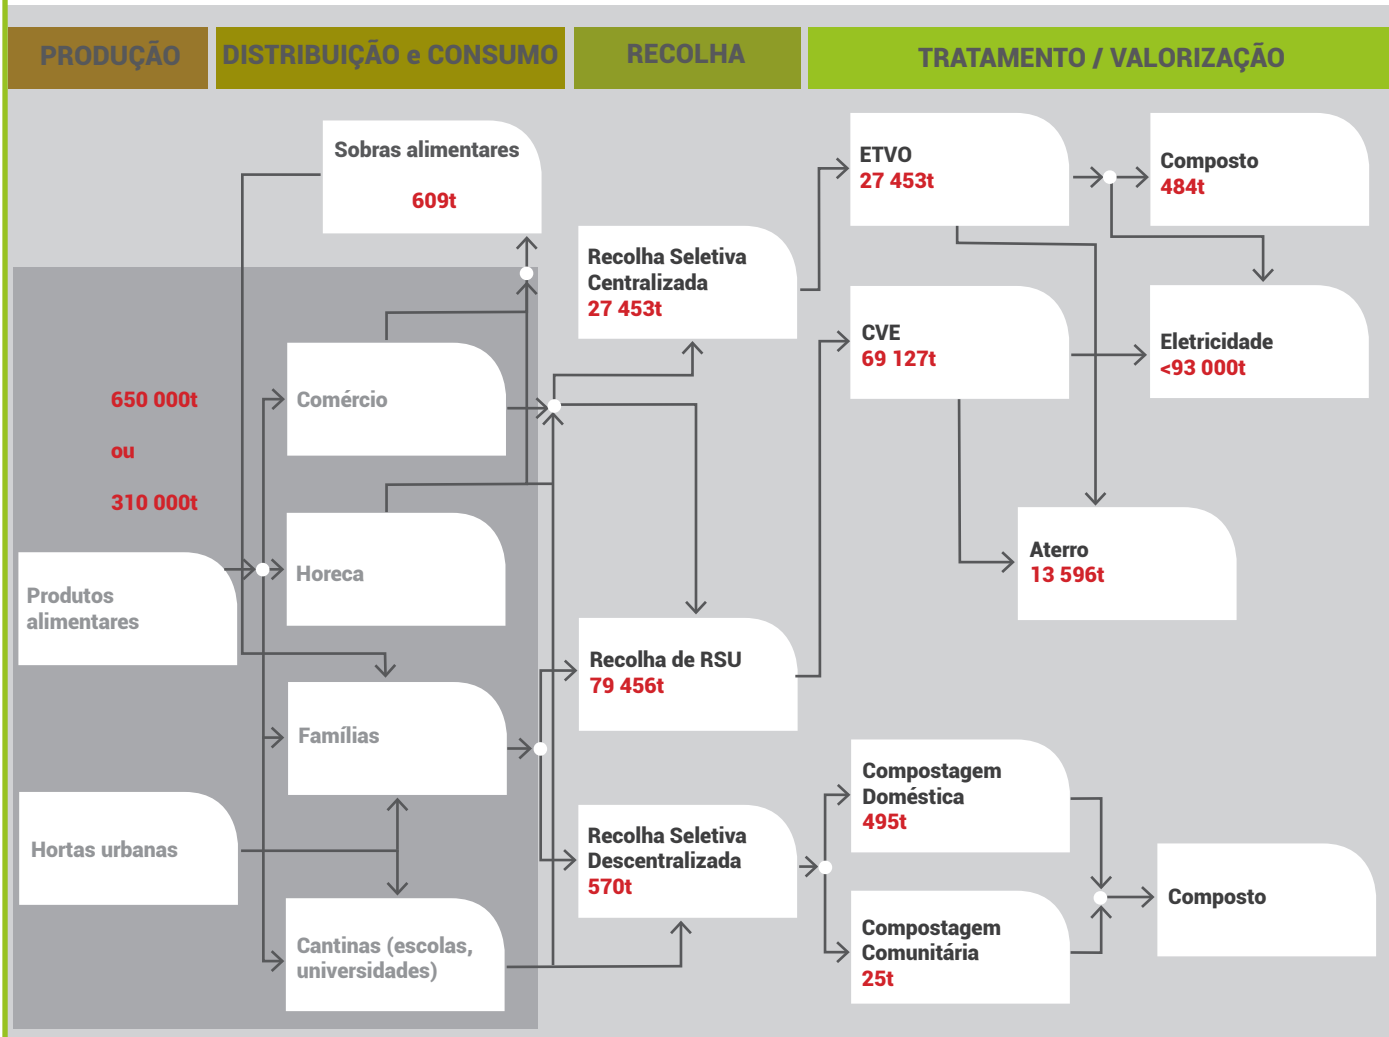 PRODUÇÃO
DISTRIBUIÇÃO e CONSUMO
RECOLHA
TRATAMENTO / VALORIZAÇÃO
Sobras alimentares
609t
650 000t
ou
310 000t
Produtos
alimentares
Hortas urbanas
Comércio
Horeca
Famílias
Cantinas (escolas,
universidades)
Recolha Seletiva
Centralizada
27 453t
Recolha de RSU
79 456t
Recolha Seletiva
Descentralizada
570t
ETVO
27 453t
CVE
69 127t
Composto
484t
Eletricidade
<93 000t
Aterro
13 596t
Compostagem
Doméstica
495t
Compostagem
Comunitária
25t
Composto